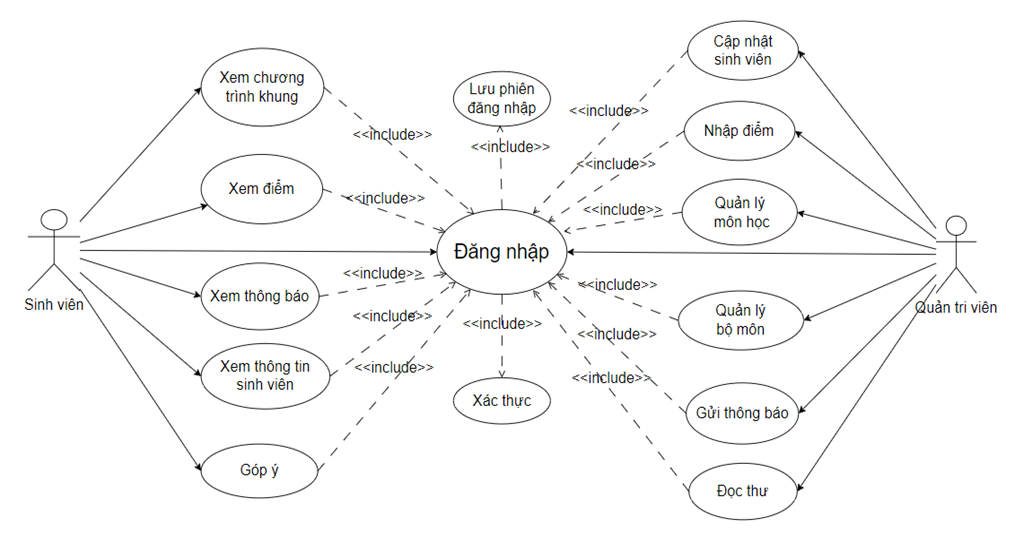 Cập nhật
sinh viên
Xem chương
trình khung
Lưu phiên
đăng nhập
<<include>>
<<include>>
Nhập điểm
<<include>>
<<include>>
Xem điểm
<<include>>
<<include>>
Quản lý
môn học
Đăng nhập
Sinh viên
Quản trị viên
Xem thông báo
<<include>>
<<include>>
Quản lý
bộ môn
<<include>>
<<include>>
<<include>>
Xem thông tin
sinh viên
<<include>>
<<include>>
Xác thực
Gửi thông báo
Góp ý
Đọc thư